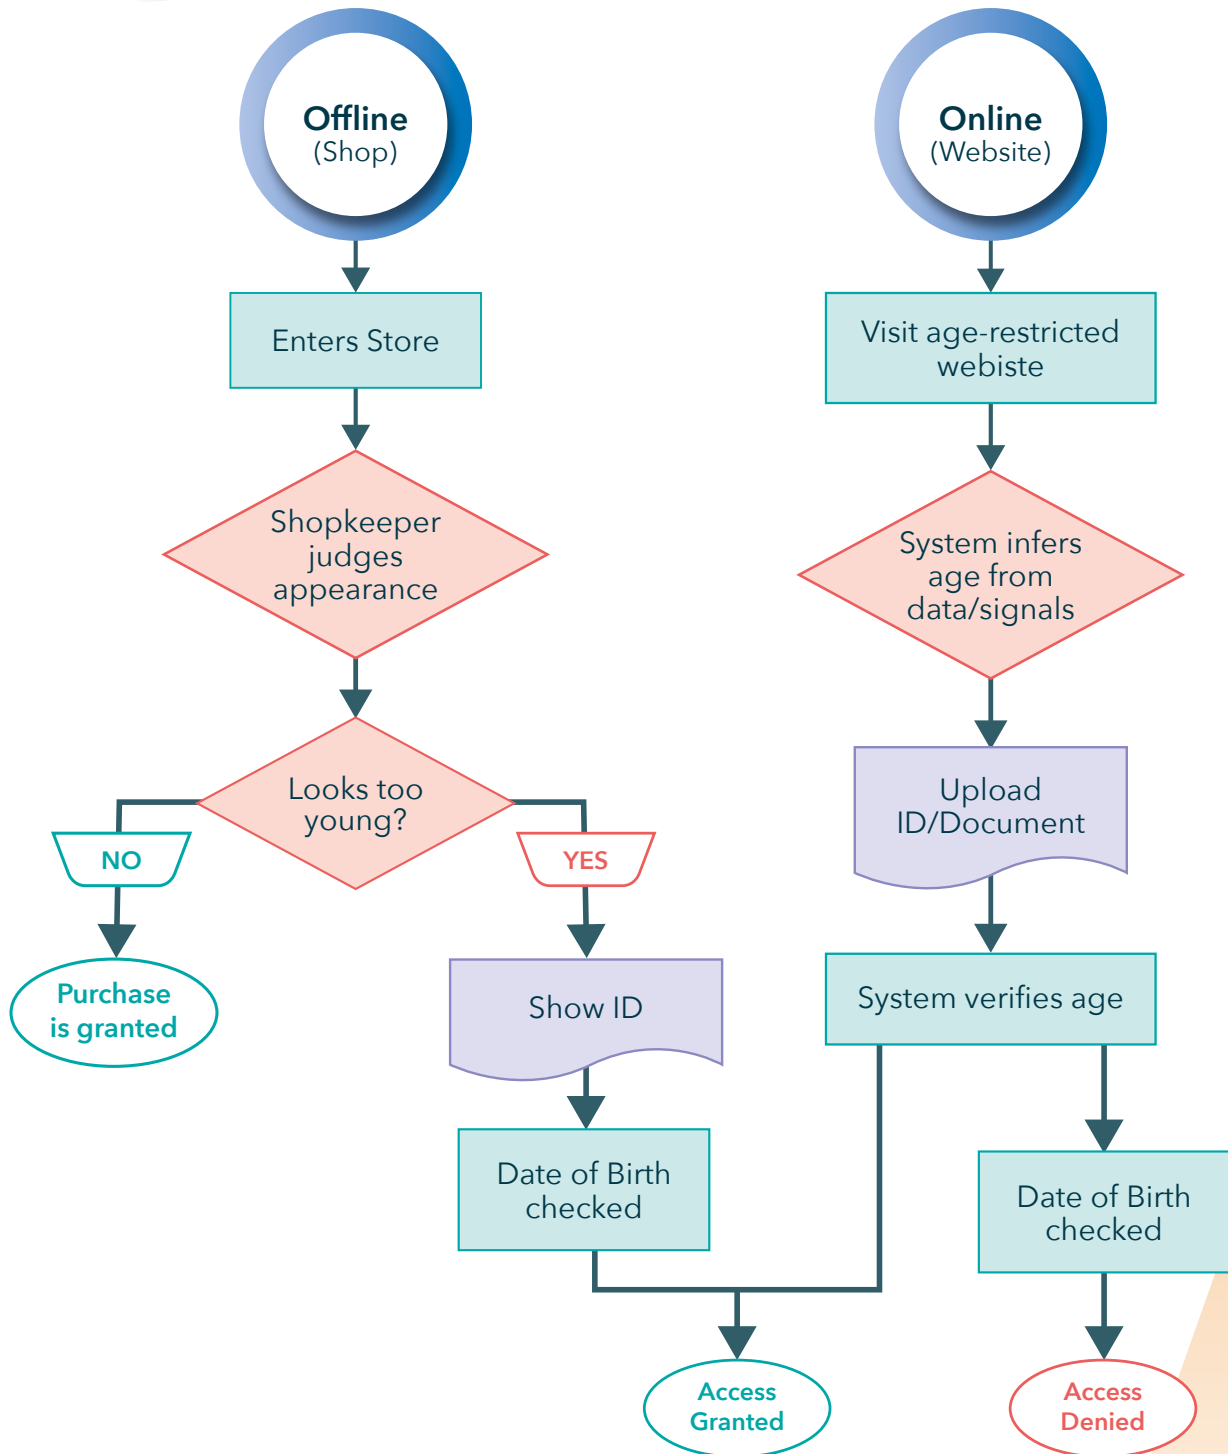 Offline
(Shop)
Enters Store
Shopkeeper
judges
appearance
Looks too
young?
NO
YES
Purchase
is granted
Show ID
Date of Birth
checked
Online
(Website)
Visit age-restricted
webiste
System infers
age from
data/signals
Upload
ID/Document
System verifies age
Date of Birth
checked
Access
Granted
Access
Denied